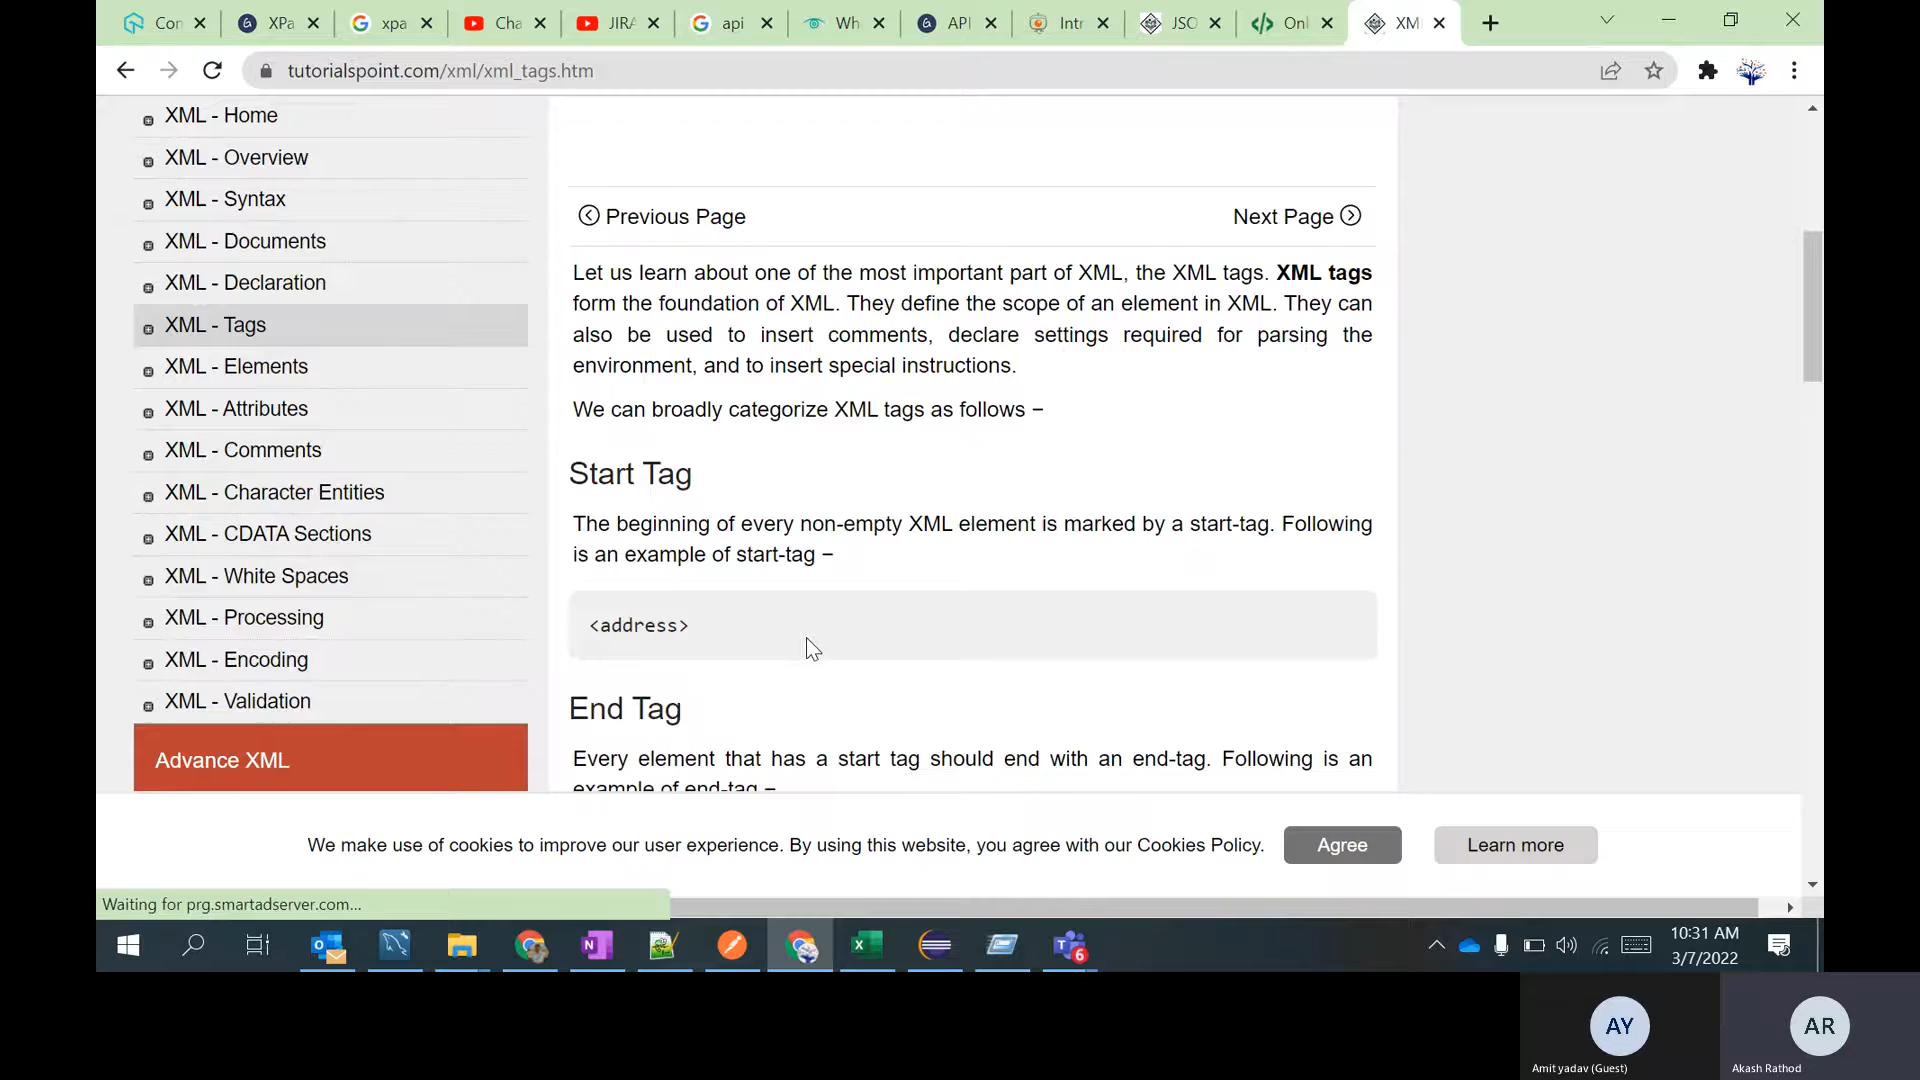 Con
XPa
xpa
Cha
JIRA
api
Wh
API
Intr
JSO
Onl
XML
tutorialspoint.com/xml/xml_tags.htm
XML - Home
XML - Overview
XML - Syntax
XML - Documents
XML - Declaration
XML - Tags
XML - Elements
XML - Attributes
XML - Comments
XML - Character Entities
XML - CDATA Sections
XML - White Spaces
XML - Processing
XML - Encoding
XML - Validation
Advance XML
Previous Page
Next Page
Let us learn about one of the most important part of XML, the XML tags. XML tags
form the foundation of XML. They define the scope of an element in XML. They can
also be used to insert comments, declare settings required for parsing the
environment, and to insert special instructions.
We can broadly categorize XML tags as follows −
Start Tag
The beginning of every non-empty XML element is marked by a start-tag. Following
is an example of start-tag −
<address>
End Tag
Every element that has a start tag should end with an end-tag. Following is an
example of end-tag −
We make use of cookies to improve our user experience. By using this website, you agree with our Cookies Policy.
Agree
Learn more
Waiting for prg.smartadserver.com...
10:31 AM
3/7/2022
6
AY
AR
Amit yadav (Guest)
Akash Rathod